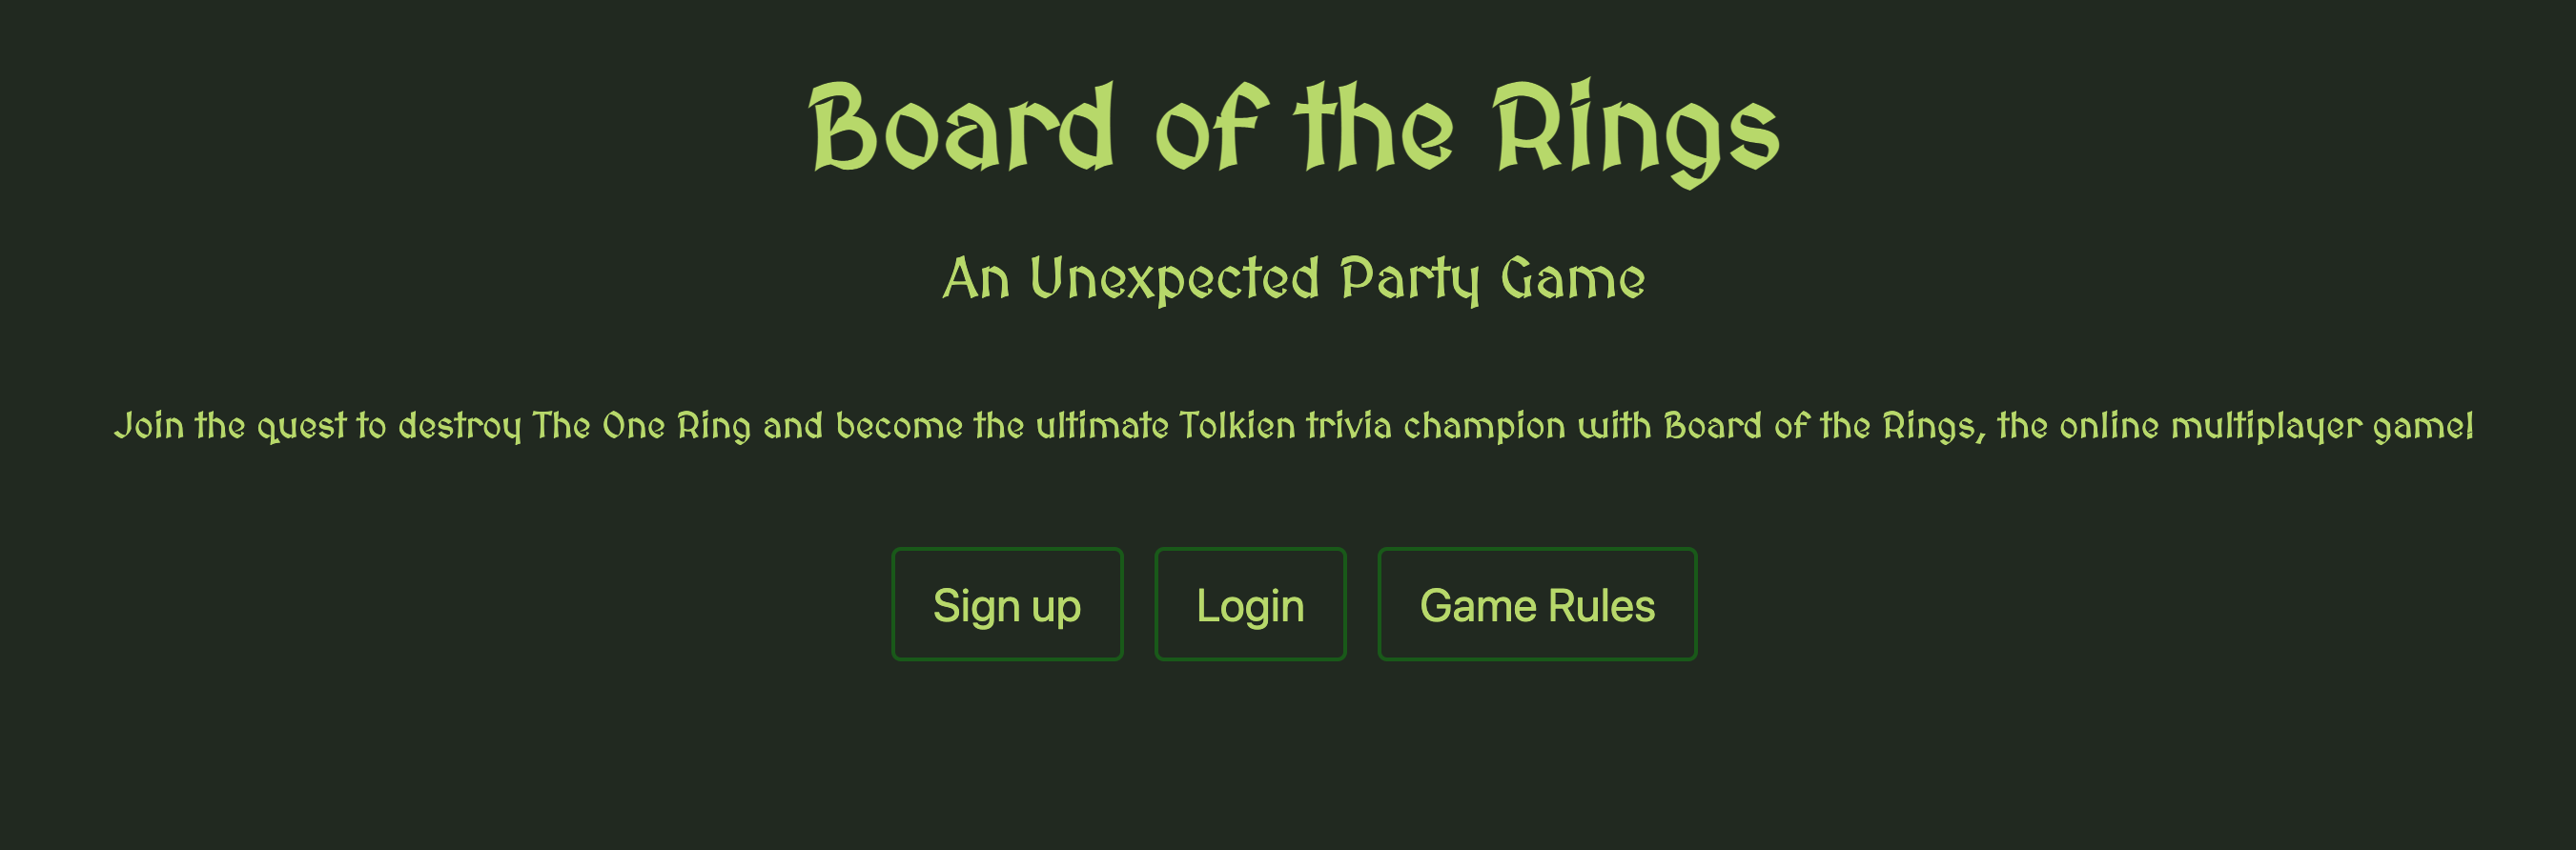 Board of the Rings
An Unexpected Party Game
Join the quest to destroy The One Ring and become the ultimate Tolkien trivia champion with Board of the Rings, the online multiplayer game!
Sign up
Login
Game Rules